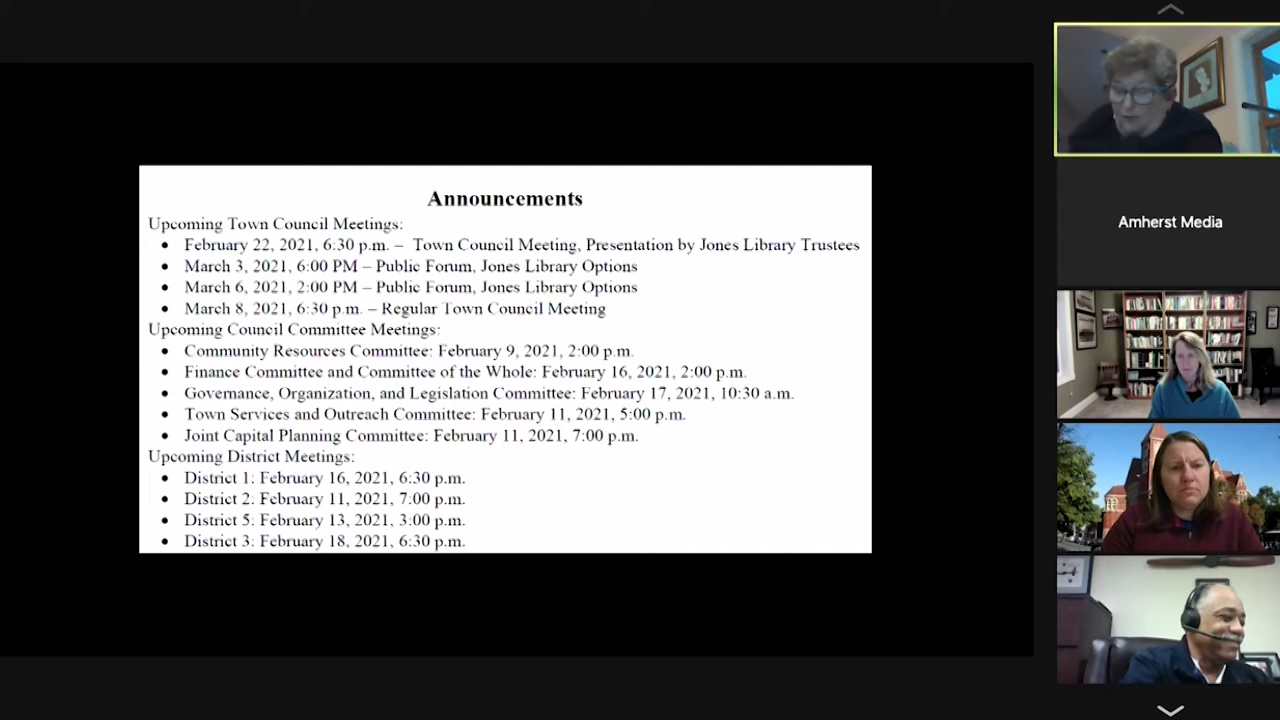 Announcements
Upcoming Town Council Meetings:
• February 22, 2021, 6:30 p.m. – Town Council Meeting, Presentation by Jones Library Trustees
• March 3, 2021, 6:00 PM – Public Forum, Jones Library Options
• March 6, 2021, 2:00 PM – Public Forum, Jones Library Options
• March 8, 2021, 6:30 p.m. – Regular Town Council Meeting
Upcoming Council Committee Meetings:
• Community Resources Committee: February 9, 2021, 2:00 p.m.
• Finance Committee and Committee of the Whole: February 16, 2021, 2:00 p.m.
• Governance, Organization, and Legislation Committee: February 17, 2021, 10:30 a.m.
• Town Services and Outreach Committee: February 11, 2021, 5:00 p.m.
• Joint Capital Planning Committee: February 11, 2021, 7:00 p.m.
Upcoming District Meetings:
• District 1: February 16, 2021, 6:30 p.m.
• District 2: February 11, 2021, 7:00 p.m.
• District 5: February 13, 2021, 3:00 p.m.
• District 3: February 18, 2021, 6:30 p.m.
Amherst Media